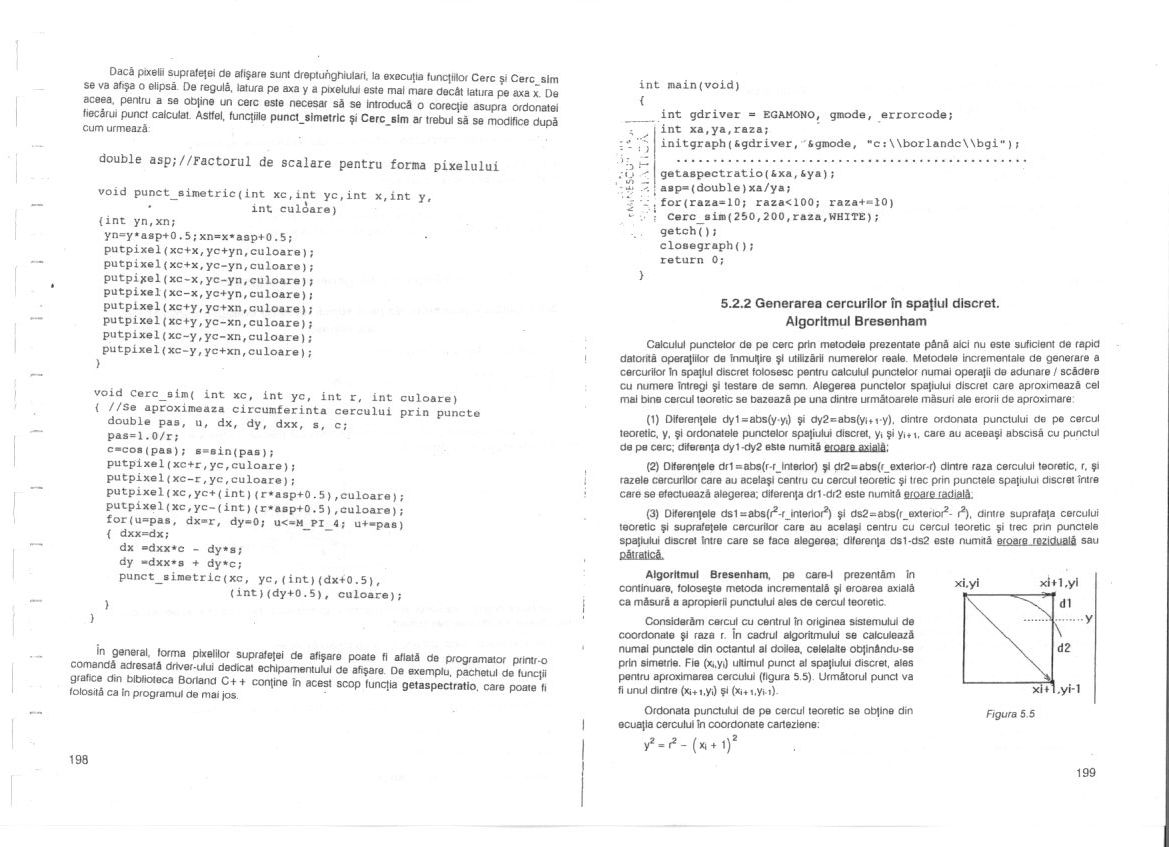 Dacă pixelii suprafeţei de afişare sunt dreptunghiulari, la execuţia funcţiilor Cerc şi Cerc_sim
se va afişa o elipsă. De regulă, latura pe axa y a pixelului este mai mare decât latura pe axa x. De
aceea, pentru a se obţine un cerc este necesar să se introducă o corecţie asupra ordonatei
fiecărui punct calculat. Astfel, funcţiile punct_simetric şi Cerc_sim ar trebui să se modifice după
cum urmează:
double asp;//Factorul de scalare pentru forma pixelului
void punct_simetric(int xc,int yc,int x,int y,
int culoare)
{int yn,xn;
yn=y*asp+0.5;xn=x*asp+0.5;
putpixel(xc+x,yc+yn,culoare);
putpixel(xc+x,yc-yn,culoare);
putpixel(xc-x,yc-yn,culoare);
putpixel(xc-x,yc+yn,culoare);
putpixel(xc+y,yc+xn,culoare);
putpixel(xc+y,yc-xn,culoare);
putpixel(xc-y,yc-xn,culoare);
putpixel(xc-y,yc+xn,culoare);
}
void Cerc_sim( int xc, int yc, int r, int culoare)
{ //Se aproximeaza circumferinta cercului prin puncte
double pas, u, dx, dy, dxx, s, c;
pas=1.0/r;
c=cos(pas); s=sin(pas);
putpixel(xc+r,yc,culoare);
putpixel(xc-r,yc,culoare);
putpixel(xc,yc+(int)(r*asp+0.5),culoare);
putpixel(xc,yc-(int)(r*asp+0.5),culoare);
for(u=pas, dx=r, dy=0; u<=M_PI_4; u+=pas)
{ dxx=dx;
dx =dxx*c - dy*s;
dy =dxx*s + dy*c;
punct_simetric(xc, yc,(int)(dx+0.5),
(int)(dy+0.5), culoare);
}
}
În general, forma pixelilor suprafeţei de afişare poate fi aflată de programator printr-o
comandă adresată driver-ului dedicat echipamentului de afişare. De exemplu, pachetul de funcţii
grafice din biblioteca Borland C++ conţine în acest scop funcţia getaspectratio, care poate fi
folosită ca în programul de mai jos.
198
int main(void)
{
int gdriver = EGAMONO, gmode, errorcode;
int xa,ya,raza;
initgraph(&gdriver, &gmode, "c:\\borlandc\\bgi");
................................................
getaspectratio(&xa,&ya);
asp=(double)xa/ya;
for(raza=10; raza<100; raza+=10)
Cerc_sim(250,200,raza,WHITE);
getch();
closegraph();
return 0;
}
5.2.2 Generarea cercurilor în spaţiul discret.
Algoritmul Bresenham
Calculul punctelor de pe cerc prin metodele prezentate până aici nu este suficient de rapid
datorită operaţiilor de înmulţire şi utilizării numerelor reale. Metodele incrementale de generare a
cercurilor în spaţiul discret folosesc pentru calculul punctelor numai operaţii de adunare / scădere
cu numere întregi şi testare de semn. Alegerea punctelor spaţiului discret care aproximează cel
mai bine cercul teoretic se bazează pe una dintre următoarele măsuri ale erorii de aproximare:
(1) Diferenţele dy1=abs(y-yi) şi dy2=abs(yi+1-y), dintre ordonata punctului de pe cercul
teoretic, y, şi ordonatele punctelor spaţiului discret, yi şi yi+1, care au aceeaşi abscisă cu punctul
de pe cerc; diferenţa dy1-dy2 este numită eroare axială;
(2) Diferenţele dr1=abs(r-r_interior) şi dr2=abs(r_exterior-r) dintre raza cercului teoretic, r, şi
razele cercurilor care au acelaşi centru cu cercul teoretic şi trec prin punctele spaţiului discret între
care se efectuează alegerea; diferenţa dr1-dr2 este numită eroare radială;
(3) Diferenţele ds1=abs(r²-r_interior²) şi ds2=abs(r_exterior²- r²), dintre suprafaţa cercului
teoretic şi suprafeţele cercurilor care au acelaşi centru cu cercul teoretic şi trec prin punctele
spaţiului discret între care se face alegerea; diferenţa ds1-ds2 este numită eroare reziduală sau
pătratică.
Algoritmul Bresenham, pe care-l prezentăm în
continuare, foloseşte metoda incrementală şi eroarea axială
ca măsură a apropierii punctului ales de cercul teoretic.
Considerăm cercul cu centrul în originea sistemului de
coordonate şi raza r. În cadrul algoritmului se calculează
numai punctele din octantul al doilea, celelalte obţinându-se
prin simetrie. Fie (xi,yi) ultimul punct al spaţiului discret, ales
pentru aproximarea cercului (figura 5.5). Următorul punct va
fi unul dintre (xi+1,yi) şi (xi+1,yi-1).
Ordonata punctului de pe cercul teoretic se obţine din
ecuaţia cercului în coordonate carteziene:
y² = r² - ( xi + 1)²
xi,yi
xi+1,yi
d1
y
d2
xi+1,yi-1
Figura 5.5
199